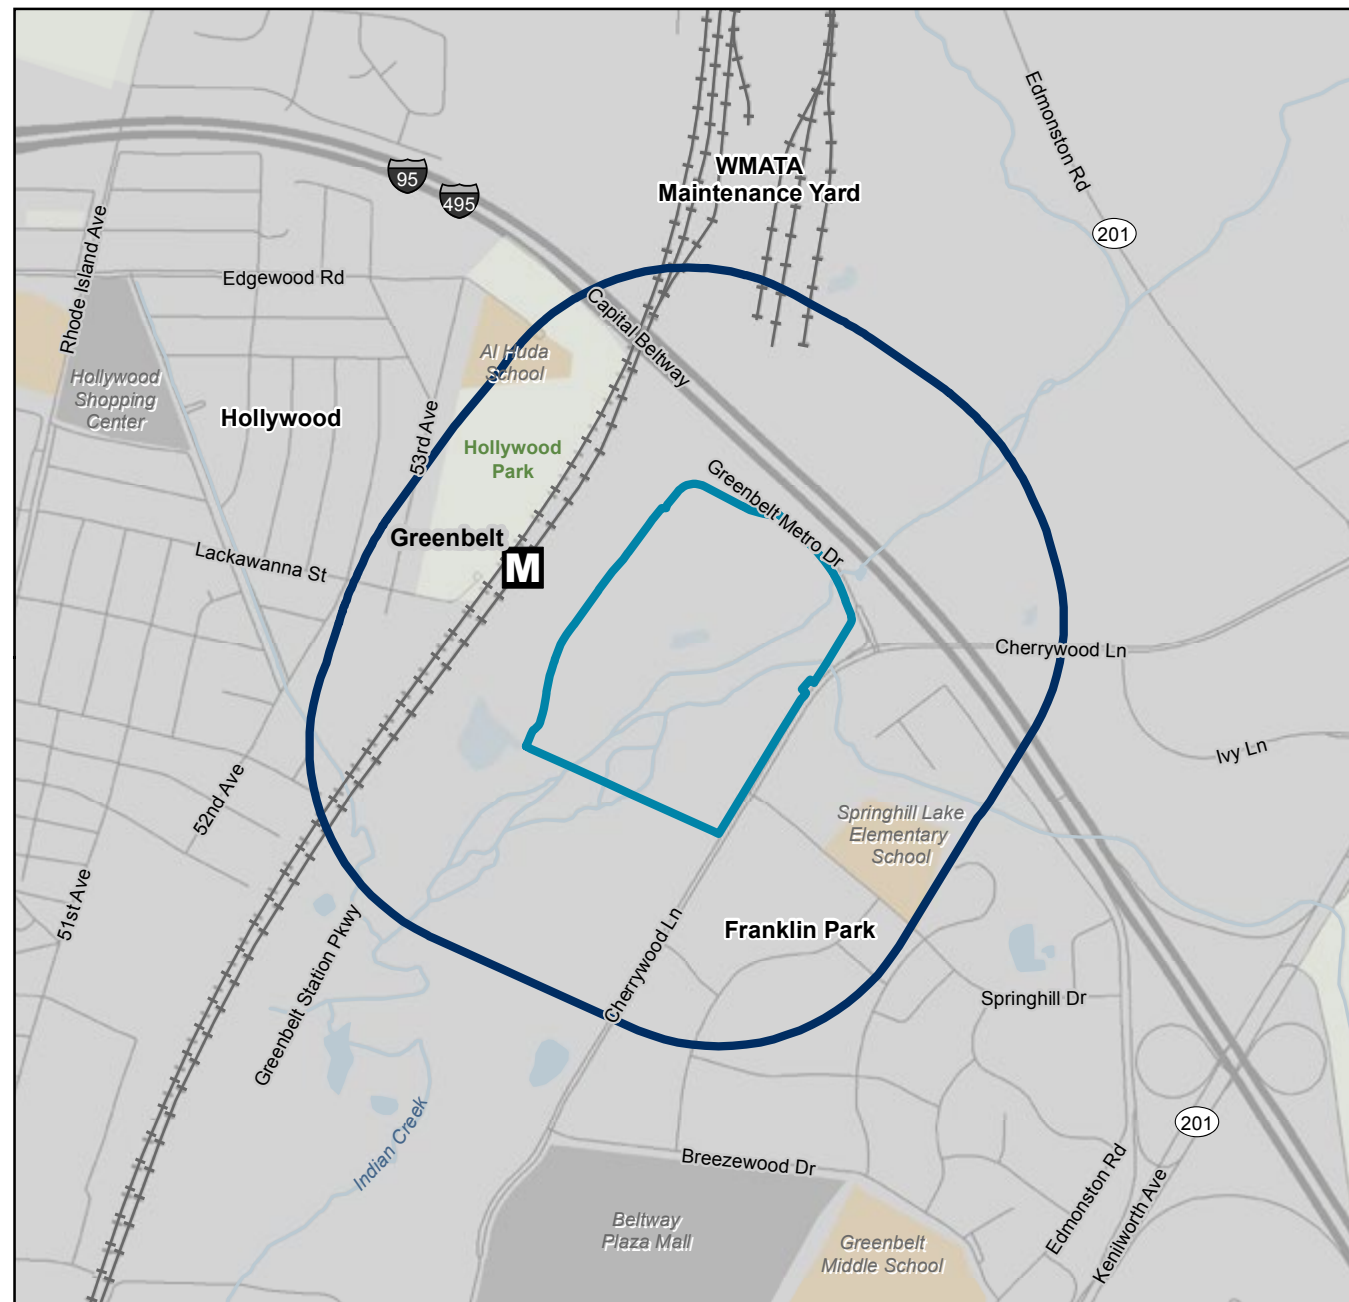 Edmonston Rd
WMATA
Maintenance Yard
95
495
201
Rhode Island Ave
Edgewood Rd
Capital Beltway
Al Huda
School
Hollywood
Shopping
Center
Hollywood
53rd Ave
Hollywood
Park
Greenbelt Metro Dr
Greenbelt
M
Lackawanna St
Cherrywood Ln
Ivy Ln
52nd Ave
Springhill Lake
Elementary
School
51st Ave
Franklin Park
Cherrywood Ln
Greenbelt Station Pkwy
Springhill Dr
Indian Creek
201
Breezewood Dr
Edmonston Rd
Kenilworth Ave
Beltway
Plaza Mall
Greenbelt
Middle School